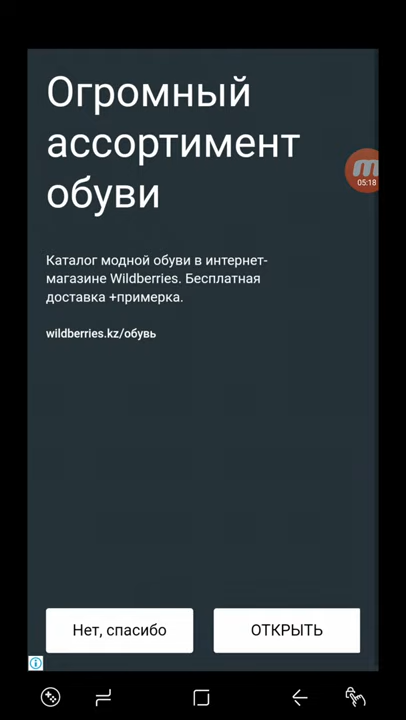 Огромный
ассортимент
обуви
05:18
Каталог модной обуви в интернет-
магазине Wildberries. Бесплатная
доставка +примерка.
wildberries.kz/обувь
Нет, спасибо
ОТКРЫТЬ